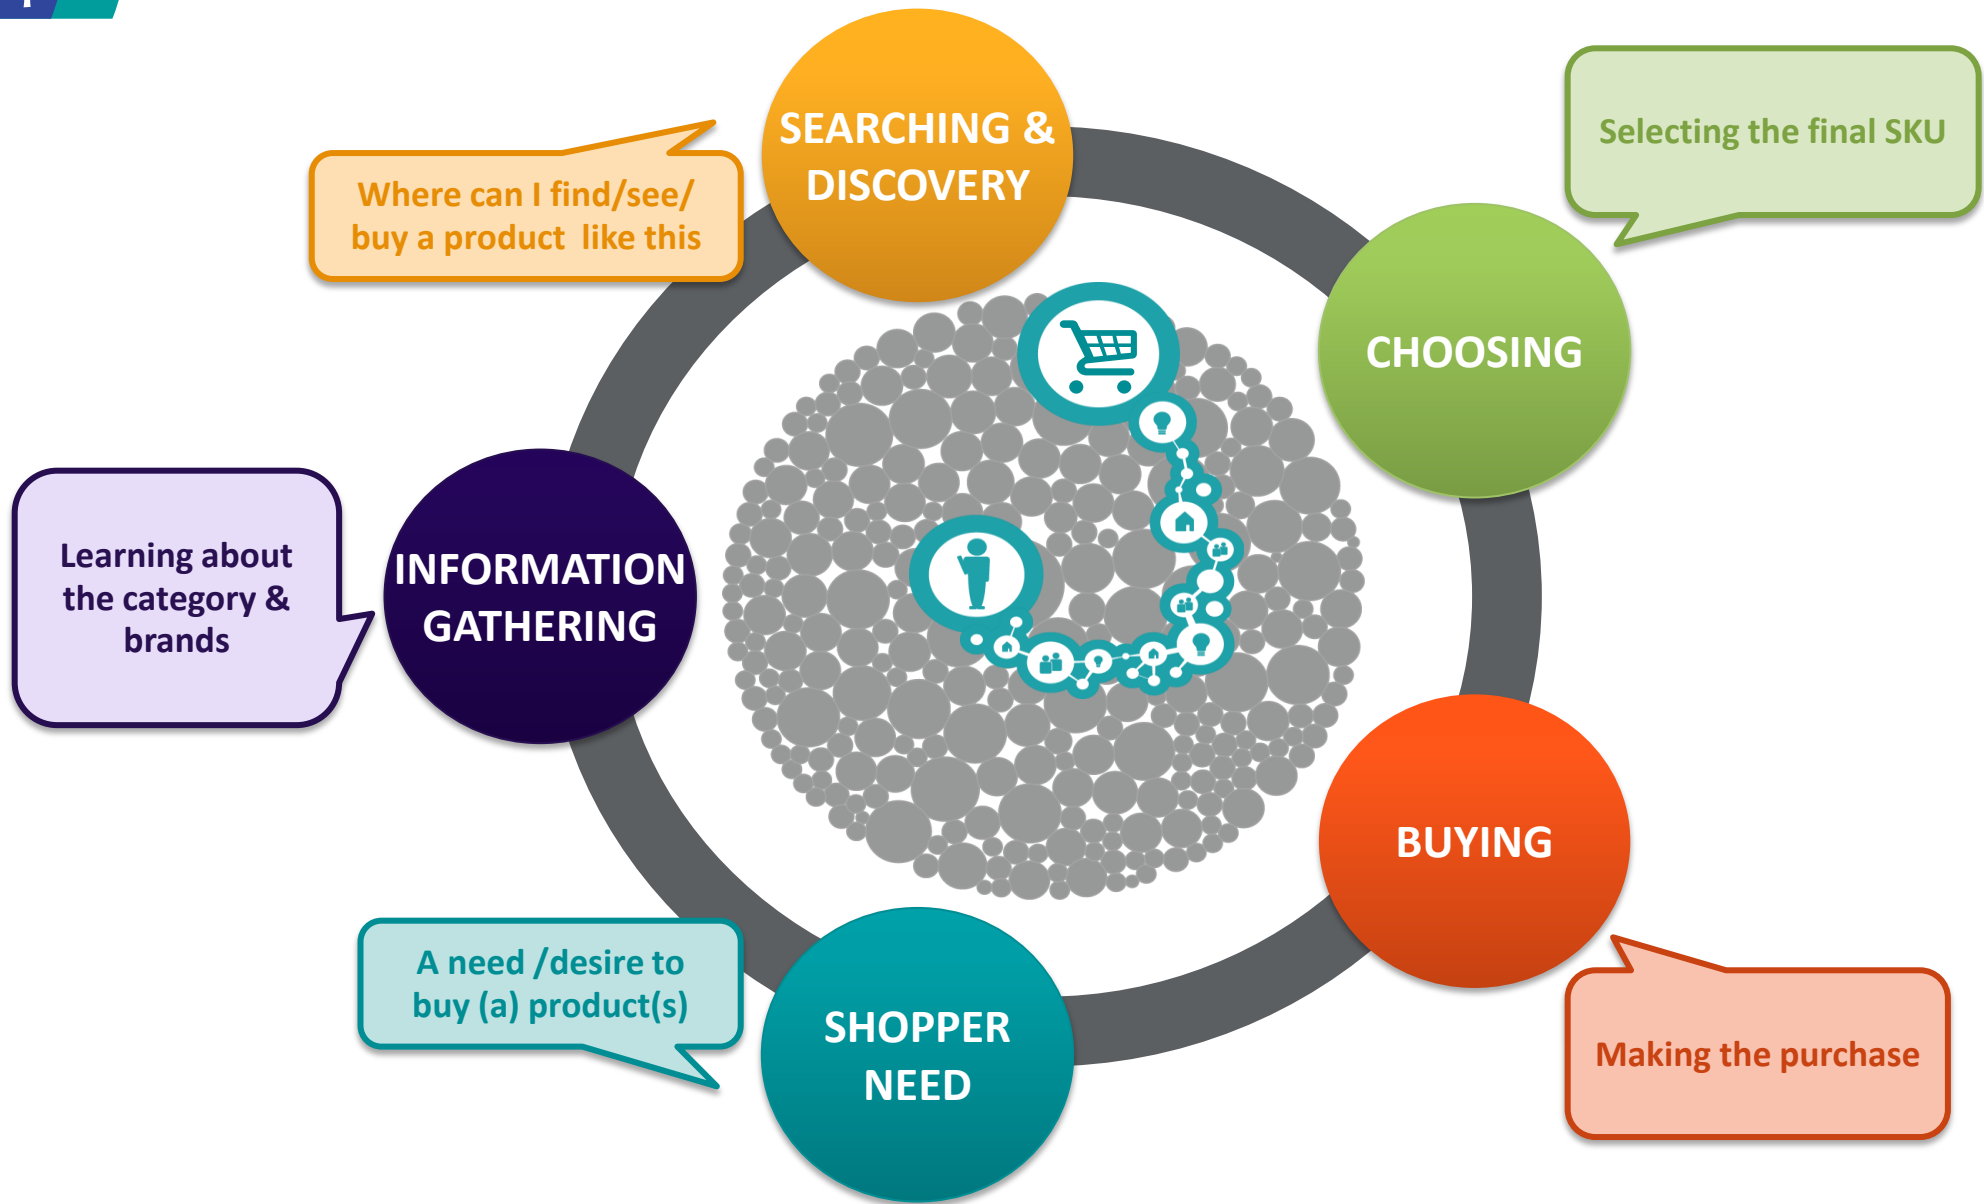 SEARCHING &
DISCOVERY
Where can I find/see/
buy a product like this
Selecting the final SKU
CHOOSING
INFORMATION
GATHERING
Learning about
the category &
brands
BUYING
Making the purchase
A need /desire to
buy (a) product(s)
SHOPPER
NEED